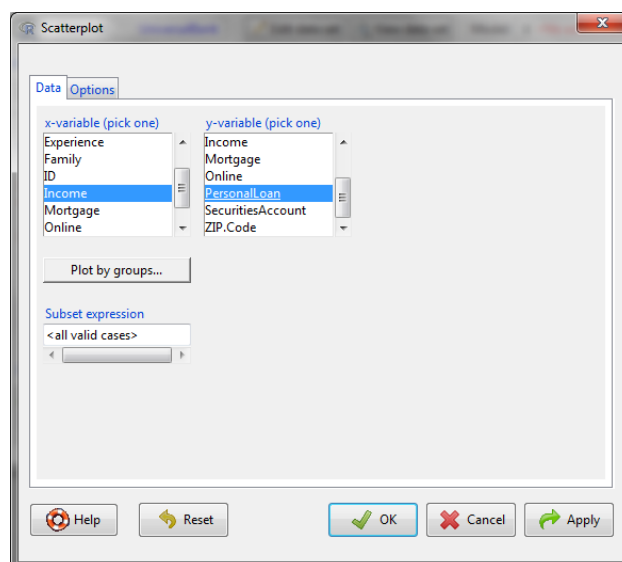 Scatterplot
Data Options
x-variable (pick one) y-variable (pick one)
Experience Income
Family Mortgage
ID Online
Income PersonalLoan
Mortgage SecuritiesAccount
Online ZIP.Code
Plot by groups...
Subset expression
<all valid cases>
Help Reset OK Cancel Apply